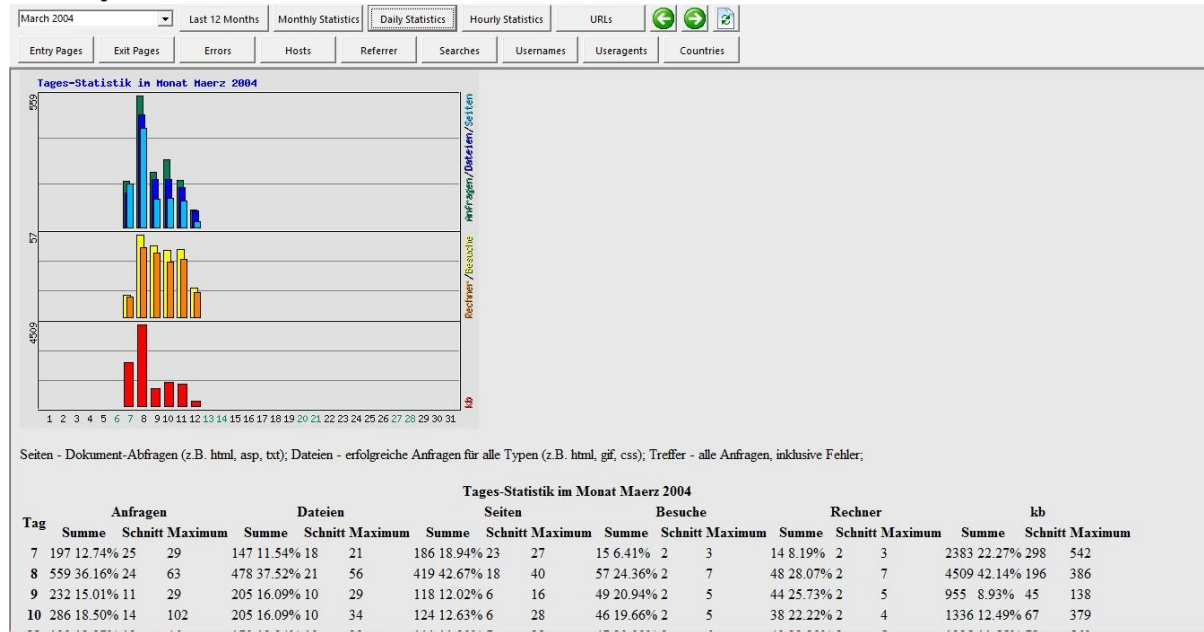 March 2004
Last 12 Months
Monthly Statistics
Daily Statistics
Hourly Statistics
URLs
Entry Pages
Exit Pages
Errors
Hosts
Referrer
Searches
Usernames
Useragents
Countries
Tages-Statistik im Monat Maerz 2004
559
Anfragen/Dateien/Seiten
57
Rechner/Besuche
4509
kb
1 2 3 4 5 6 7 8 9 10 11 12 13 14 15 16 17 18 19 20 21 22 23 24 25 26 27 28 29 30 31
Seiten - Dokument-Abfragen (z.B. html, asp, txt); Dateien - erfolgreiche Anfragen für alle Typen (z.B. html, gif, css); Treffer - alle Anfragen, inklusive Fehler;
Tages-Statistik im Monat Maerz 2004
Tag Anfragen Dateien Seiten Besuche Rechner kb
Summe Schnitt Maximum Summe Schnitt Maximum Summe Schnitt Maximum Summe Schnitt Maximum Summe Schnitt Maximum Summe Schnitt Maximum
7 197 12.74% 25 29 147 11.54% 18 21 186 18.94% 23 27 15 6.41% 2 3 14 8.19% 2 3 2383 22.27% 298 542
8 559 36.16% 24 63 478 37.52% 21 56 419 42.67% 18 40 57 24.36% 2 7 48 28.07% 2 7 4509 42.14% 196 386
9 232 15.01% 11 29 205 16.09% 10 29 118 12.02% 6 16 49 20.94% 2 5 44 25.73% 2 5 955 8.93% 45 138
10 286 18.50% 14 102 205 16.09% 10 34 124 12.63% 6 28 46 19.66% 2 5 38 22.22% 2 4 1336 12.49% 67 379